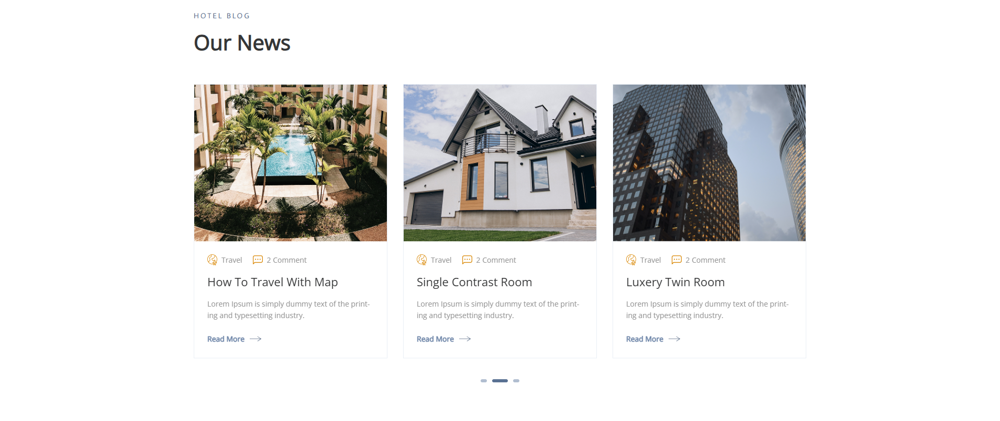 HOTEL BLOG
Our News
Travel 2 Comment
How To Travel With Map
Lorem Ipsum is simply dummy text of the print-
ing and typesetting industry.
Read More
Travel 2 Comment
Single Contrast Room
Lorem Ipsum is simply dummy text of the print-
ing and typesetting industry.
Read More
Travel 2 Comment
Luxery Twin Room
Lorem Ipsum is simply dummy text of the print-
ing and typesetting industry.
Read More